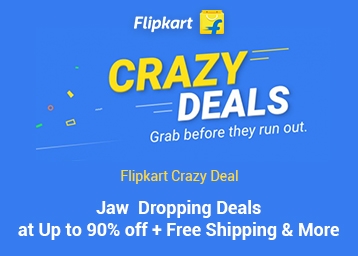 Flipkart
CRAZY
DEALS
Grab before they run out.
Flipkart Crazy Deal
Jaw Dropping Deals
at Up to 90% off + Free Shipping & More